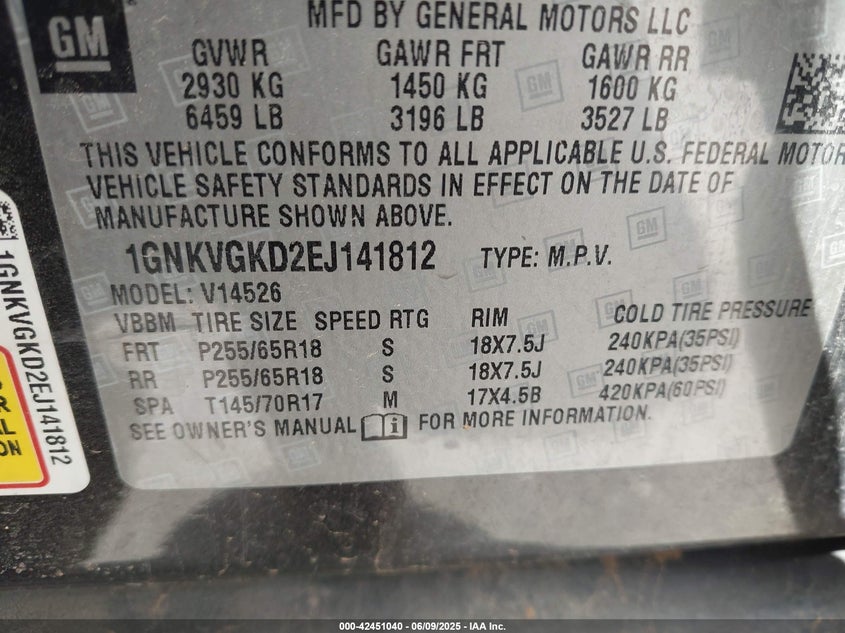 GM
MFD BY GENERAL MOTORS LLC
GVWR GAWR FRT GAWR RR
2930 KG 1450 KG 1600 KG
6459 LB 3196 LB 3527 LB
THIS VEHICLE CONFORMS TO ALL APPLICABLE U.S. FEDERAL MOTOR
VEHICLE SAFETY STANDARDS IN EFFECT ON THE DATE OF
MANUFACTURE SHOWN ABOVE.
1GNKVGKD2EJ141812 TYPE: M.P.V.
MODEL: V14526
VBBM TIRE SIZE SPEED RTG RIM COLD TIRE PRESSURE
FRT P255/65R18 S 18X7.5J 240KPA(35PSI)
RR P255/65R18 S 18X7.5J 240KPA(35PSI)
SPA T145/70R17 M 17X4.5B 420KPA(60PSI)
SEE OWNER'S MANUAL i FOR MORE INFORMATION.
1GNKVGKD2EJ141812
000-42451040 - 06/09/2025 - IAA Inc.